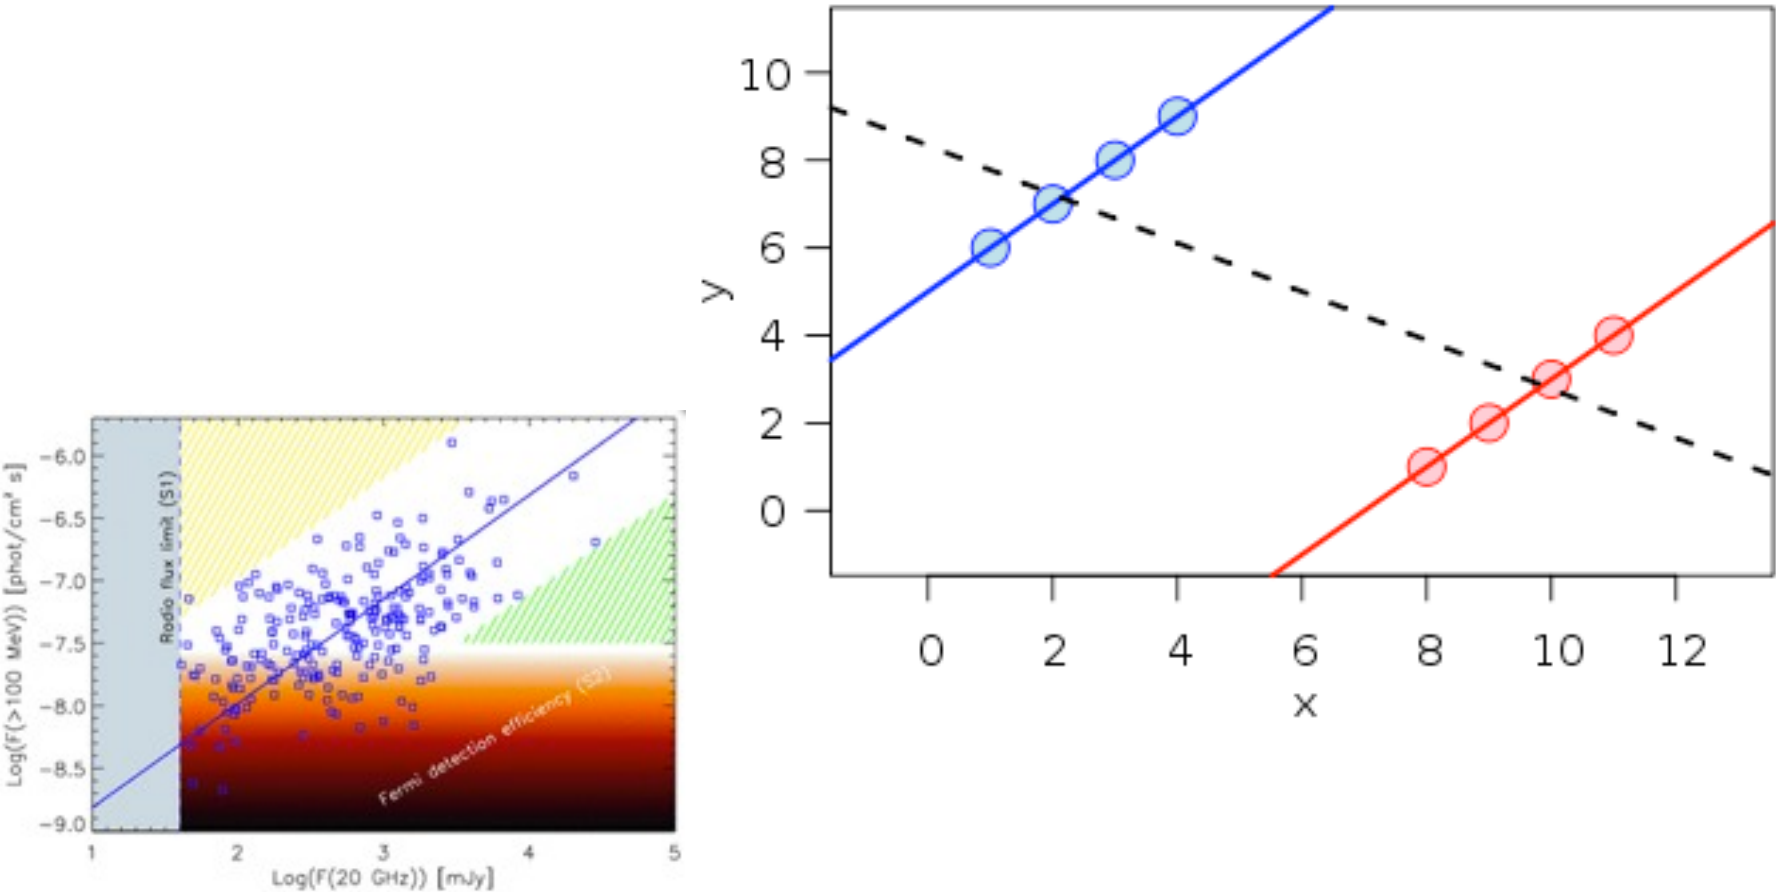 10
8
6
4
2
0
y
0 2 4 6 8 10 12
x
−6.0
−6.5
−7.0
−7.5
−8.0
−8.5
−9.0
Log(F(>100 MeV)) [phot/cm² s]
Radio flux limit (S1)
Fermi detection efficiency (S2)
1 2 3 4 5
Log(F(20 GHz)) [mJy]